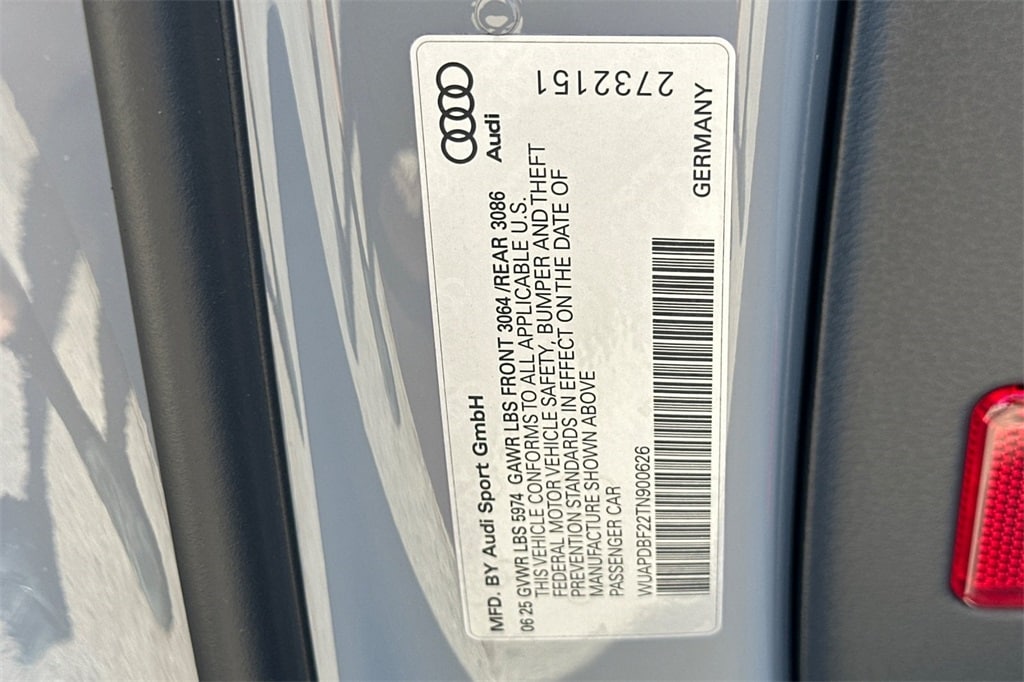 Audi
MFD. BY Audi Sport GmbH
06 25 GVWR LBS 5974 GAWR LBS FRONT 3064 /REAR 3086
THIS VEHICLE CONFORMS TO ALL APPLICABLE U.S.
FEDERAL MOTOR VEHICLE SAFETY, BUMPER AND THEFT
PREVENTION STANDARDS IN EFFECT ON THE DATE OF
MANUFACTURE SHOWN ABOVE
PASSENGER CAR
WUAPDBF22TN900626
GERMANY
2732151